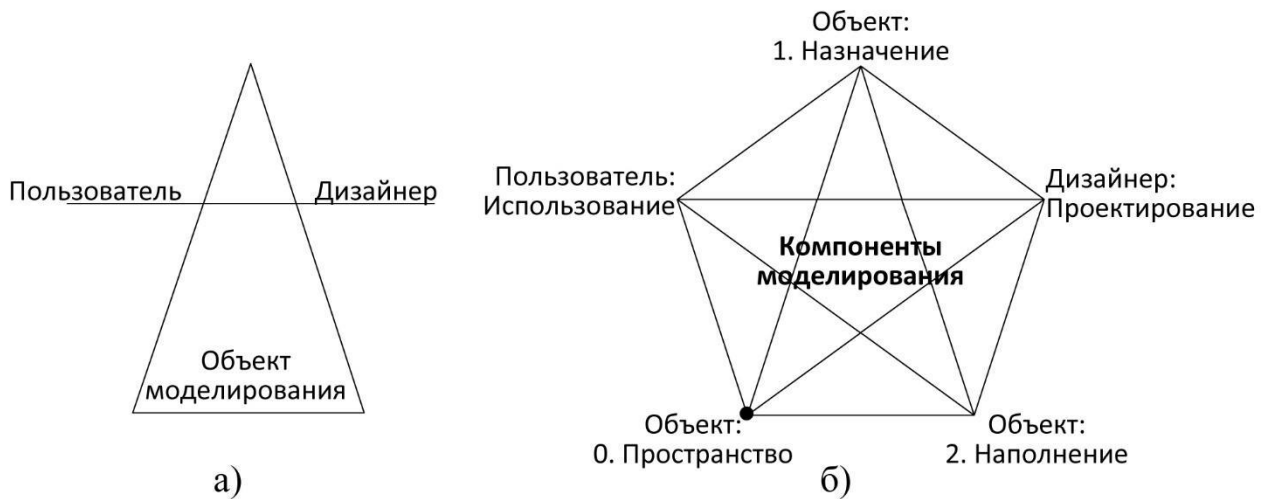 Пользователь
Дизайнер
Объект
моделирования
а)
Объект:
1. Назначение
Пользователь:
Использование
Дизайнер:
Проектирование
Компоненты
моделирования
Объект:
0. Пространство
Объект:
2. Наполнение
б)